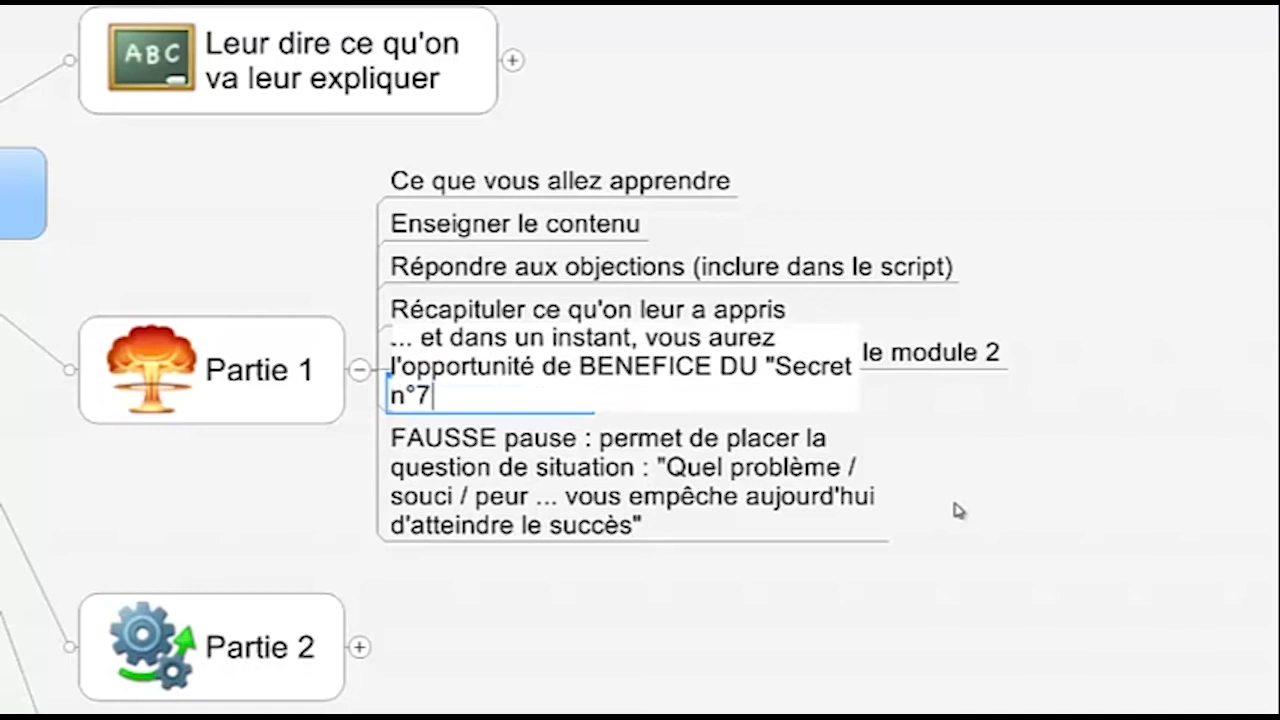 ABC
Leur dire ce qu'on
va leur expliquer
Ce que vous allez apprendre
Enseigner le contenu
Répondre aux objections (inclure dans le script)
Récapituler ce qu'on leur a appris
... et dans un instant, vous aurez
l'opportunité de BENEFICE DU "Secret
n°7
le module 2
Partie 1
FAUSSE pause : permet de placer la
question de situation : "Quel problème /
souci / peur ... vous empêche aujourd'hui
d'atteindre le succès"
Partie 2